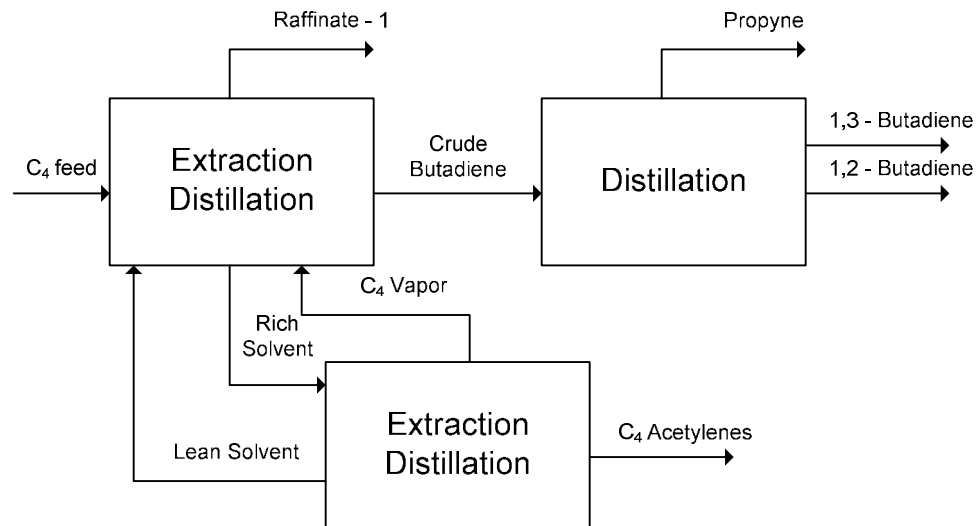 Raffinate - 1
Propyne
C₄ feed
Extraction
Distillation
Crude
Butadiene
Distillation
1,3 - Butadiene
1,2 - Butadiene
C₄ Vapor
Rich
Solvent
Lean Solvent
Extraction
Distillation
C₄ Acetylenes